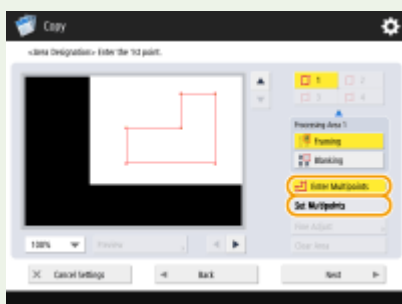 Copy
<Area Designation> Enter the 1st point.
1
2
3
4
Processing Area 1
Framing
Blanking
Enter Multipoints
Set Multipoints
Fine Adjust
Clear Area
100%
Preview
Cancel Settings
Back
Next